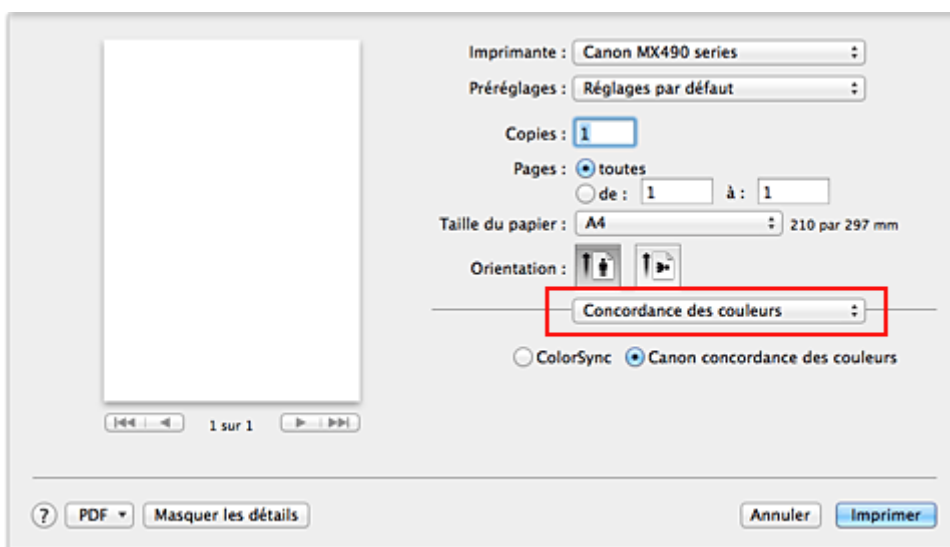 Imprimante : Canon MX490 series
Préréglages : Réglages par défaut
Copies : 1
Pages : toutes
de : 1 à : 1
Taille du papier : A4 210 par 297 mm
Orientation :
Concordance des couleurs
ColorSync Canon concordance des couleurs
1 sur 1
? PDF Masquer les détails Annuler Imprimer